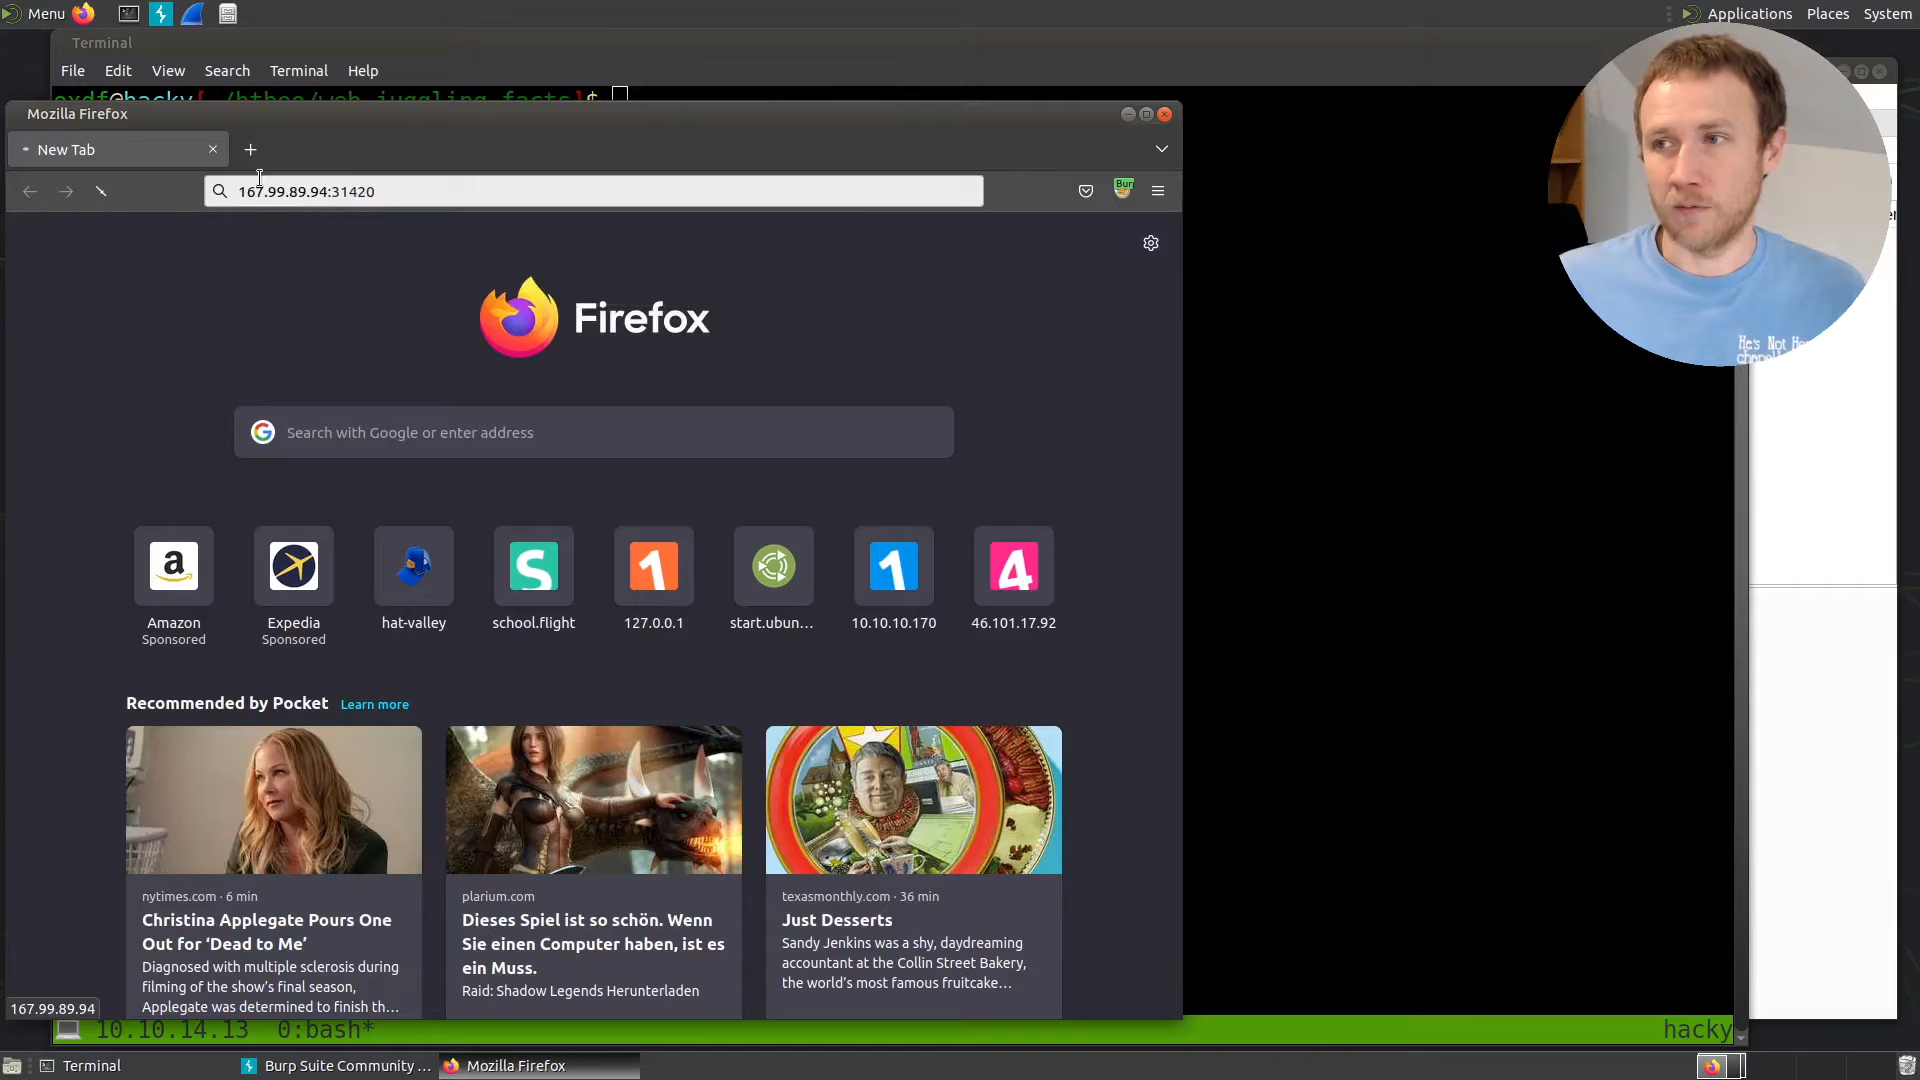 Menu
Applications Places System
Terminal
File Edit View Search Terminal Help
Mozilla Firefox
New Tab
167.99.89.94:31420
Burp
Firefox
Search with Google or enter address
Amazon
Sponsored
Expedia
Sponsored
hat-valley
school.flight
127.0.0.1
start.ubun…
10.10.10.170
46.101.17.92
Recommended by Pocket Learn more
nytimes.com · 6 min
Christina Applegate Pours One
Out for ‘Dead to Me’
Diagnosed with multiple sclerosis during
filming of the show’s final season,
Applegate was determined to finish th…
plarium.com
Dieses Spiel ist so schön. Wenn
Sie einen Computer haben, ist es
ein Muss.
Raid: Shadow Legends Herunterladen
texasmonthly.com · 36 min
Just Desserts
Sandy Jenkins was a shy, daydreaming
accountant at the Collin Street Bakery,
the world’s most famous fruitcake…
167.99.89.94
He's Not
10.10.14.13 0:bash*
hacky
Terminal
Burp Suite Community ...
Mozilla Firefox